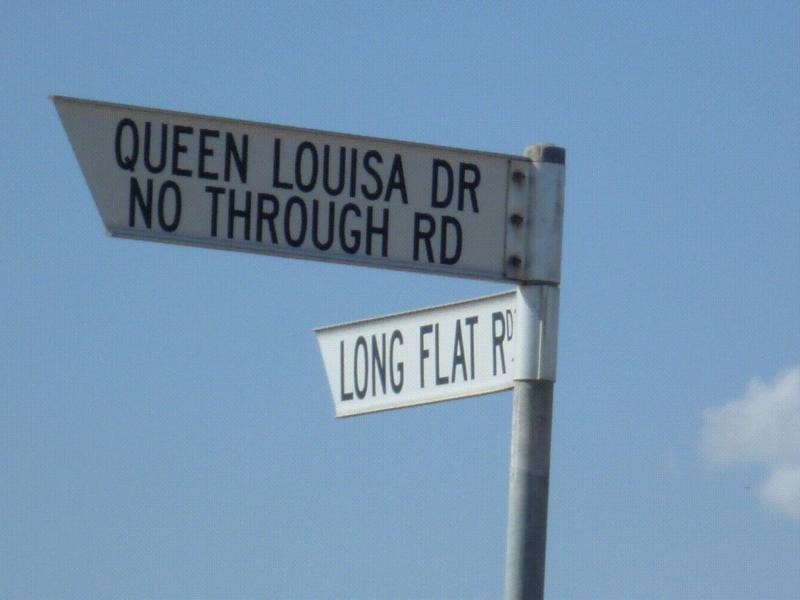 QUEEN LOUISA DR
NO THROUGH RD
LONG FLAT RD